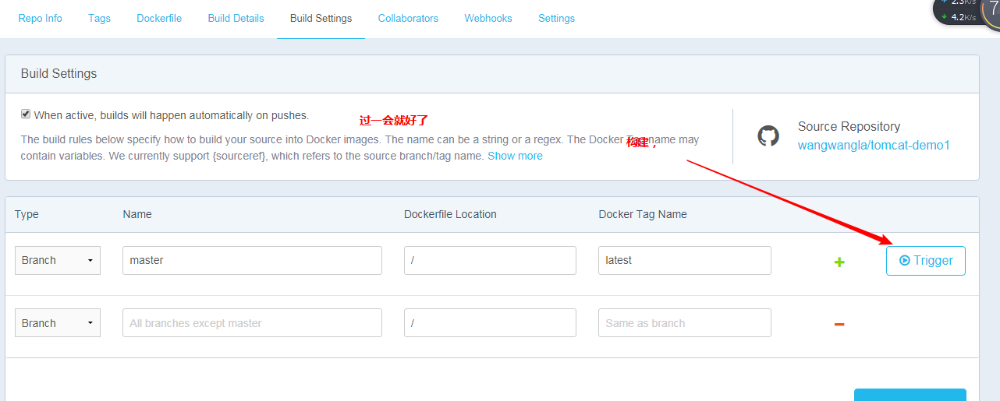 Repo Info Tags Dockerfile Build Details Build Settings Collaborators Webhooks Settings
2.3K/s
4.2K/s
7
Build Settings
When active, builds will happen automatically on pushes.
过一会就好了
The build rules below specify how to build your source into Docker images. The name can be a string or a regex. The Docker Tag name may
contain variables. We currently support {sourceref}, which refers to the source branch/tag name. Show more
构建，
Source Repository
wangwangla/tomcat-demo1
Type Name Dockerfile Location Docker Tag Name
Branch master / latest Trigger
Branch All branches except master / Same as branch